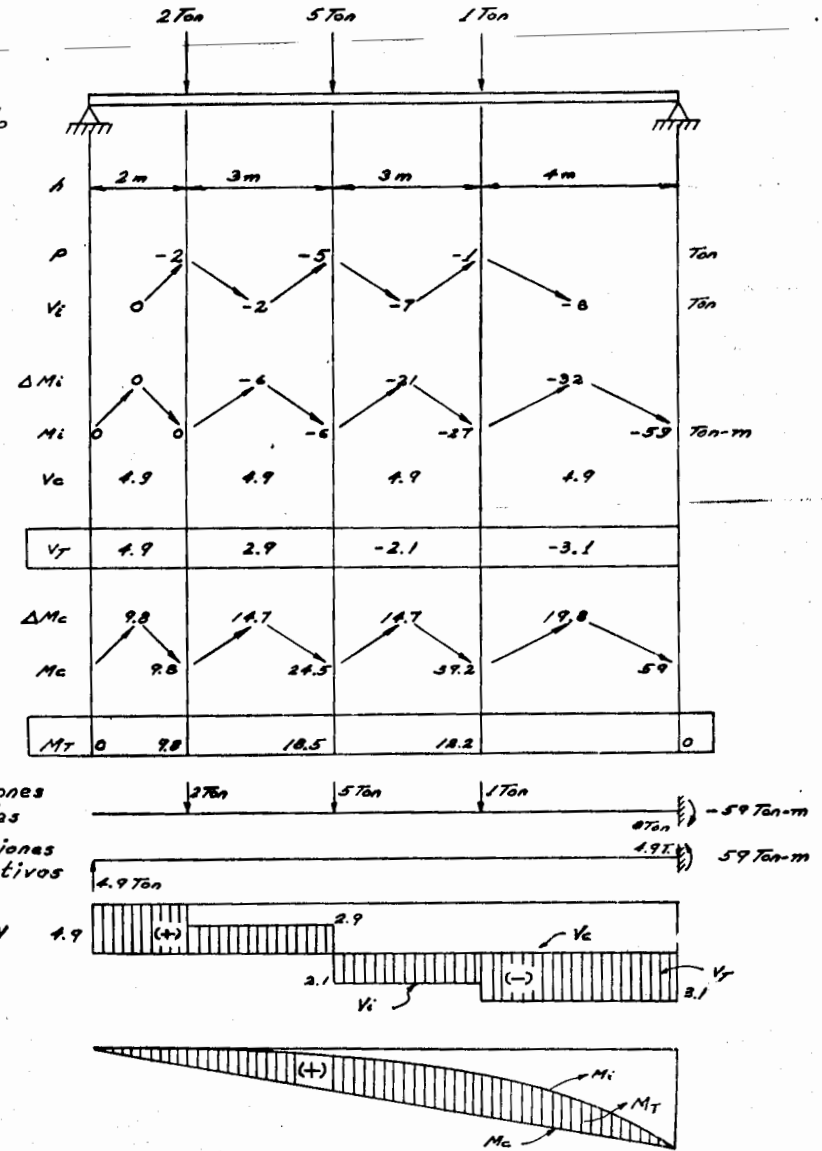 2 Ton 5 Ton 1 Ton
h 2 m 3 m 3 m 4 m
P -2 -5 -1 Ton
Vi 0 -2 -7 -8 Ton
ΔMi 0 -6 -21 -32
Mi 0 0 -6 -27 -59 Ton-m
Vc 4.9 4.9 4.9 4.9
VT 4.9 2.9 -2.1 -3.1
ΔMc 9.8 14.7 14.7 19.8
Mc 9.8 24.5 39.2 59
MT 0 9.8 18.5 12.2 0
ones 2 Ton 5 Ton 1 Ton
as -59 Ton-m
8 Ton
iones 4.9 T. 59 Ton-m
tivas
4.9 Ton
V 4.9 (+) 2.9 Vc
2.1 (-) VT
Vi 3.1
(+) Mi
MT
Mc